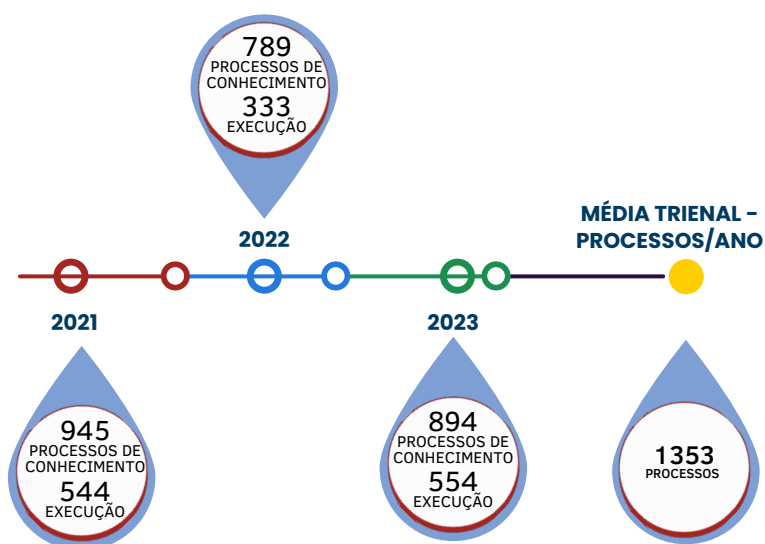 789
PROCESSOS DE
CONHECIMENTO
333
EXECUÇÃO
2022
MÉDIA TRIENAL -
PROCESSOS/ANO
2021
2023
945
PROCESSOS DE
CONHECIMENTO
544
EXECUÇÃO
894
PROCESSOS DE
CONHECIMENTO
554
EXECUÇÃO
1353
PROCESSOS